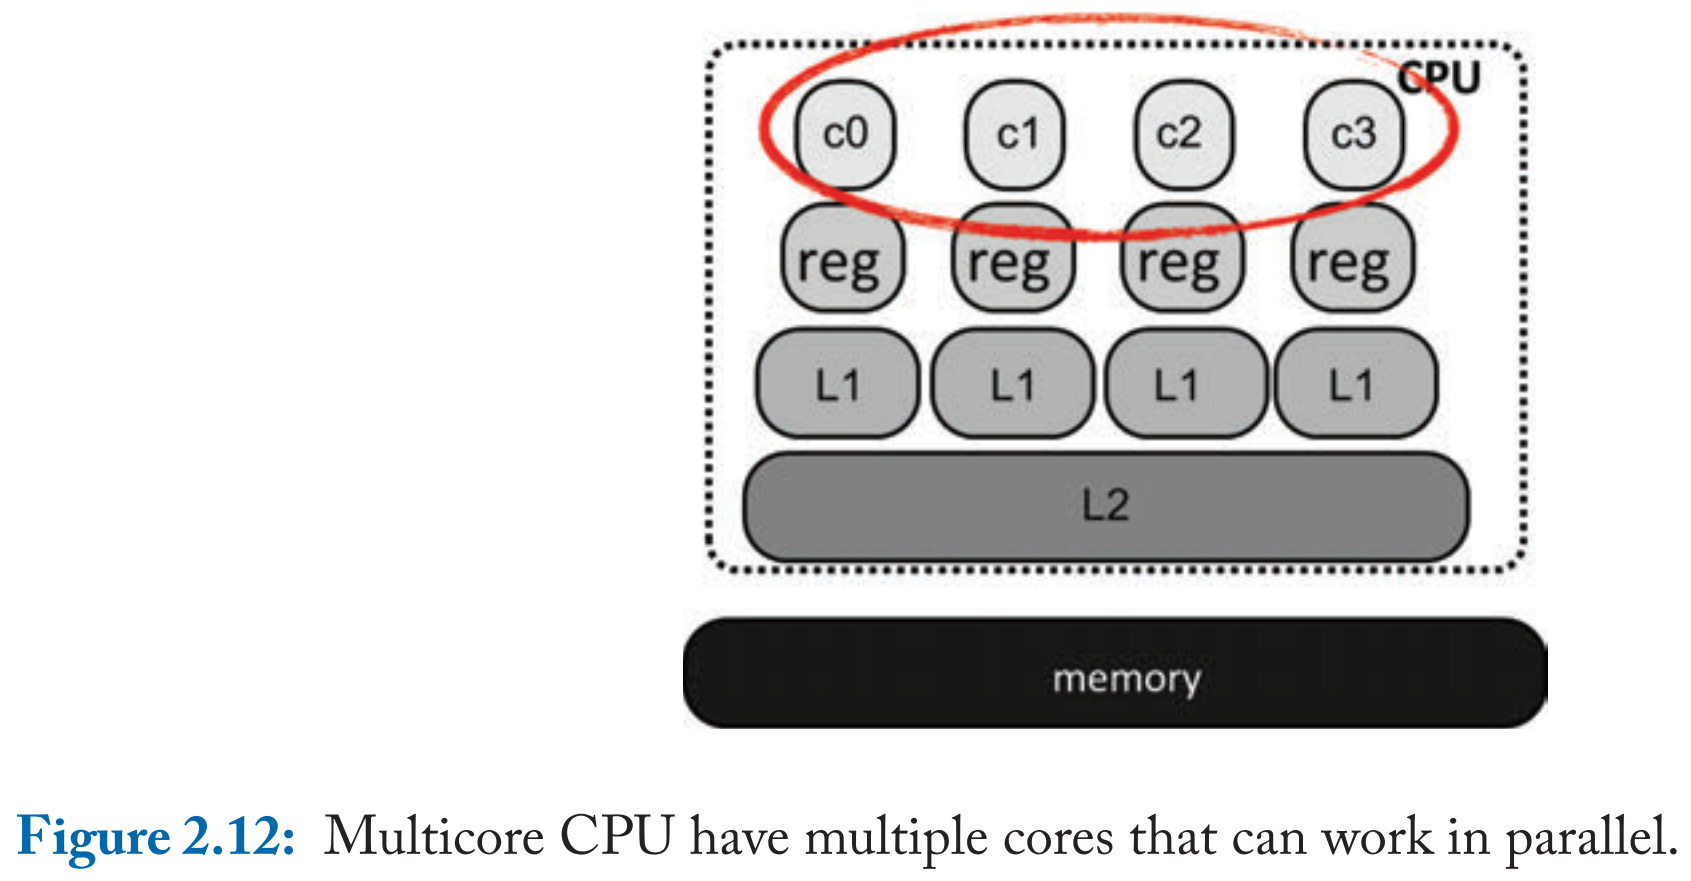 CPU
c0 c1 c2 c3
reg reg reg reg
L1 L1 L1 L1
L2
memory
Figure 2.12: Multicore CPU have multiple cores that can work in parallel.